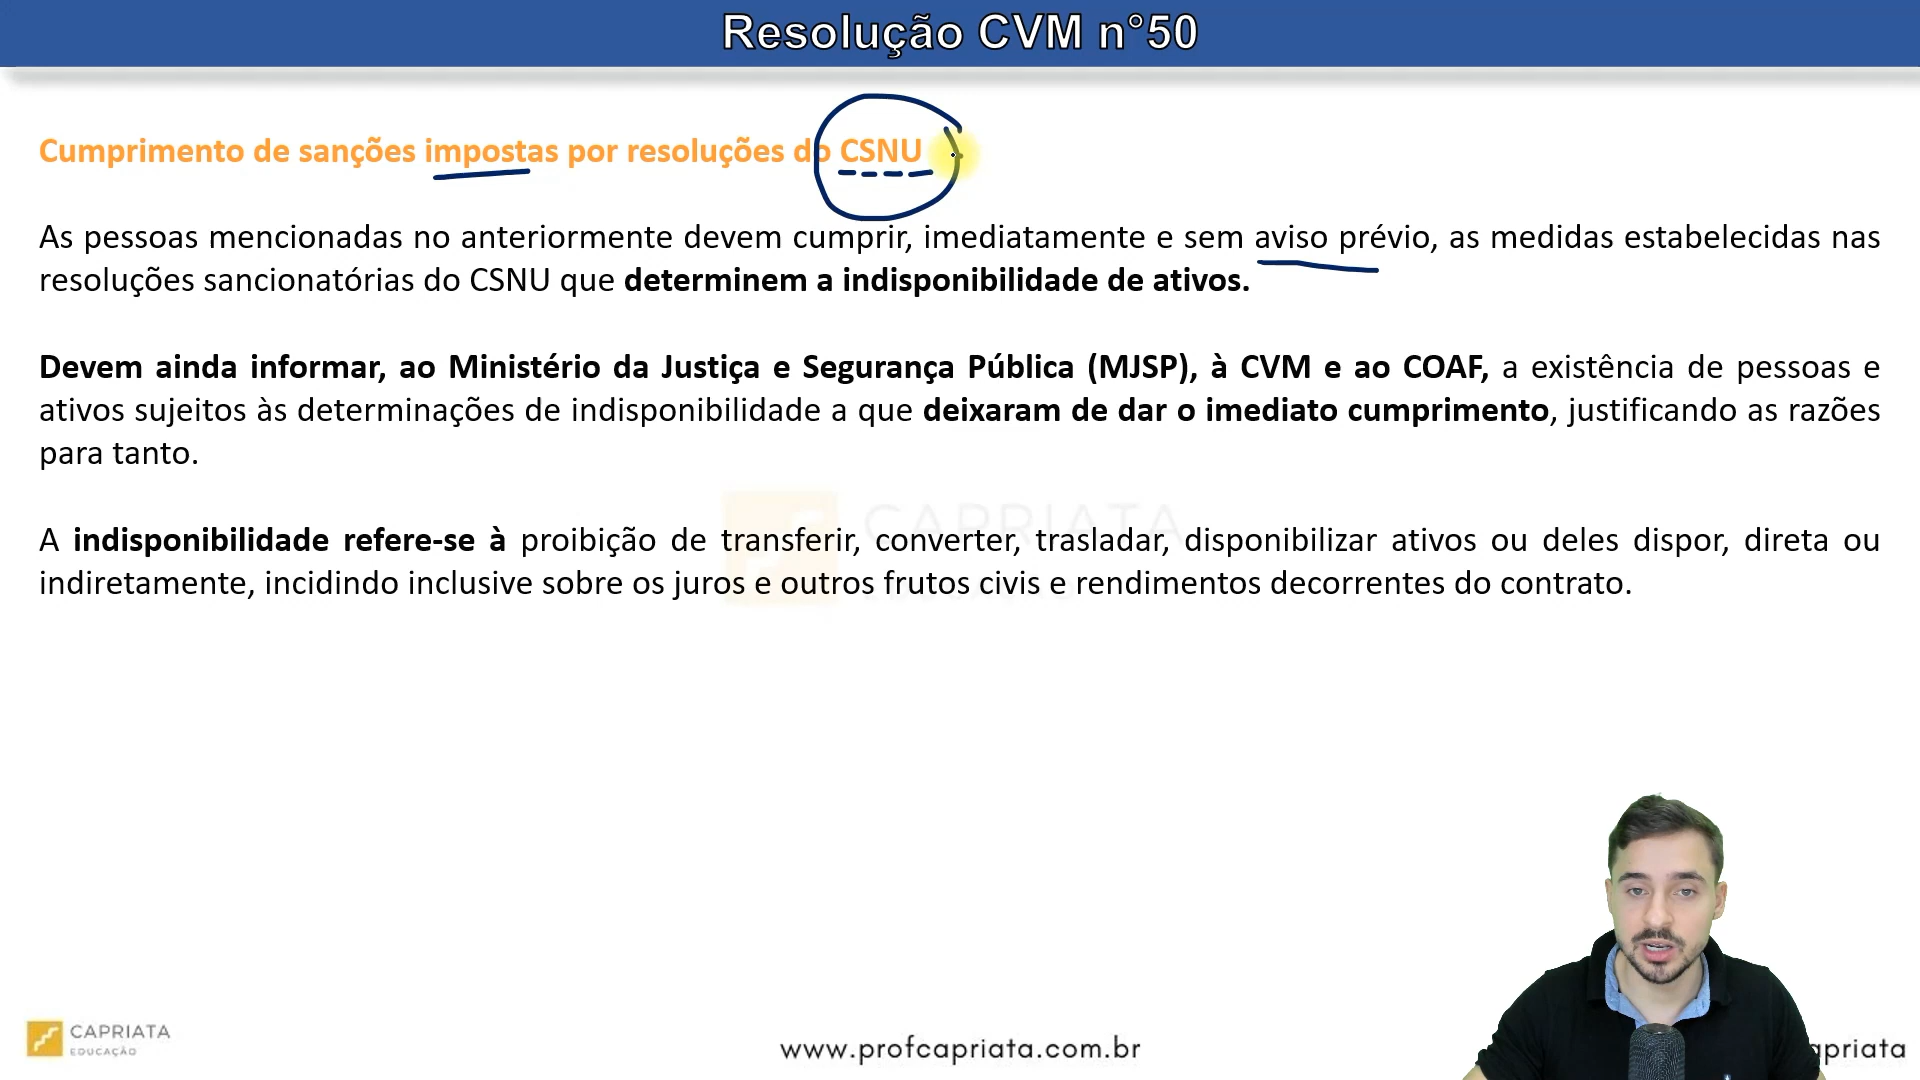 Resolução CVM n°50
Cumprimento de sanções impostas por resoluções do CSNU
As pessoas mencionadas no anteriormente devem cumprir, imediatamente e sem aviso prévio, as medidas estabelecidas nas
resoluções sancionatórias do CSNU que determinem a indisponibilidade de ativos.
Devem ainda informar, ao Ministério da Justiça e Segurança Pública (MJSP), à CVM e ao COAF, a existência de pessoas e
ativos sujeitos às determinações de indisponibilidade a que deixaram de dar o imediato cumprimento, justificando as razões
para tanto.
CAPRIATA
A indisponibilidade refere-se à proibição de transferir, converter, trasladar, disponibilizar ativos ou deles dispor, direta ou
indiretamente, incidindo inclusive sobre os juros e outros frutos civis e rendimentos decorrentes do contrato.
CAPRIATA
EDUCAÇÃO
www.profcapriata.com.br
apriata